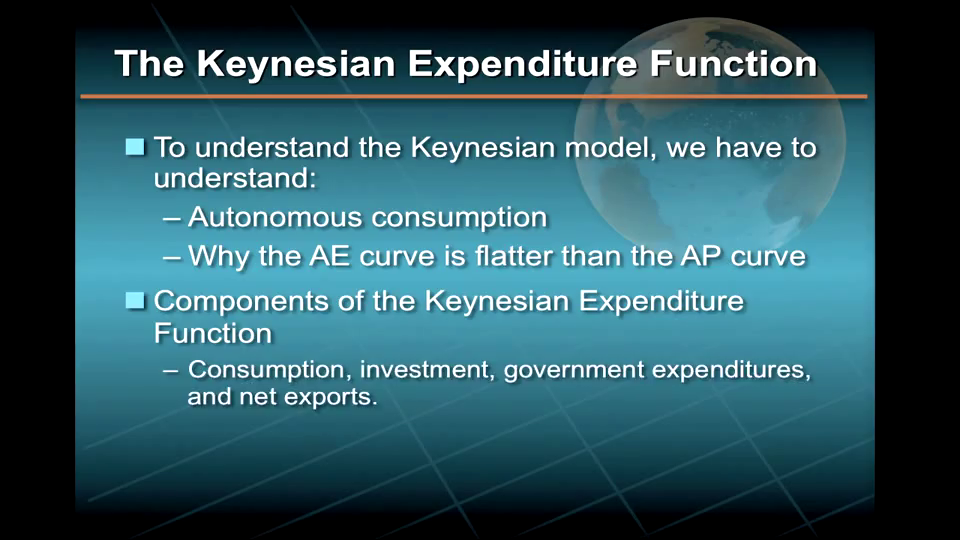 The Keynesian Expenditure Function
To understand the Keynesian model, we have to
understand:
– Autonomous consumption
– Why the AE curve is flatter than the AP curve
Components of the Keynesian Expenditure
Function
– Consumption, investment, government expenditures,
and net exports.